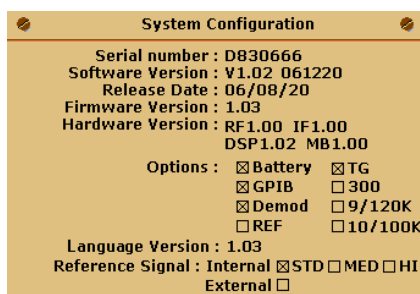 System Configuration
Serial number : D830666
Software Version : V1.02 061220
Release Date : 06/08/20
Firmware Version : 1.03
Hardware Version : RF1.00 IF1.00
DSP1.02 MB1.00
Options : ☒ Battery ☒ TG
☒ GPIB ☐ 300
☒ Demod ☐ 9/120K
☐ REF ☐ 10/100K
Language Version : 1.03
Reference Signal : Internal ☒ STD ☐ MED ☐ HI
External ☐